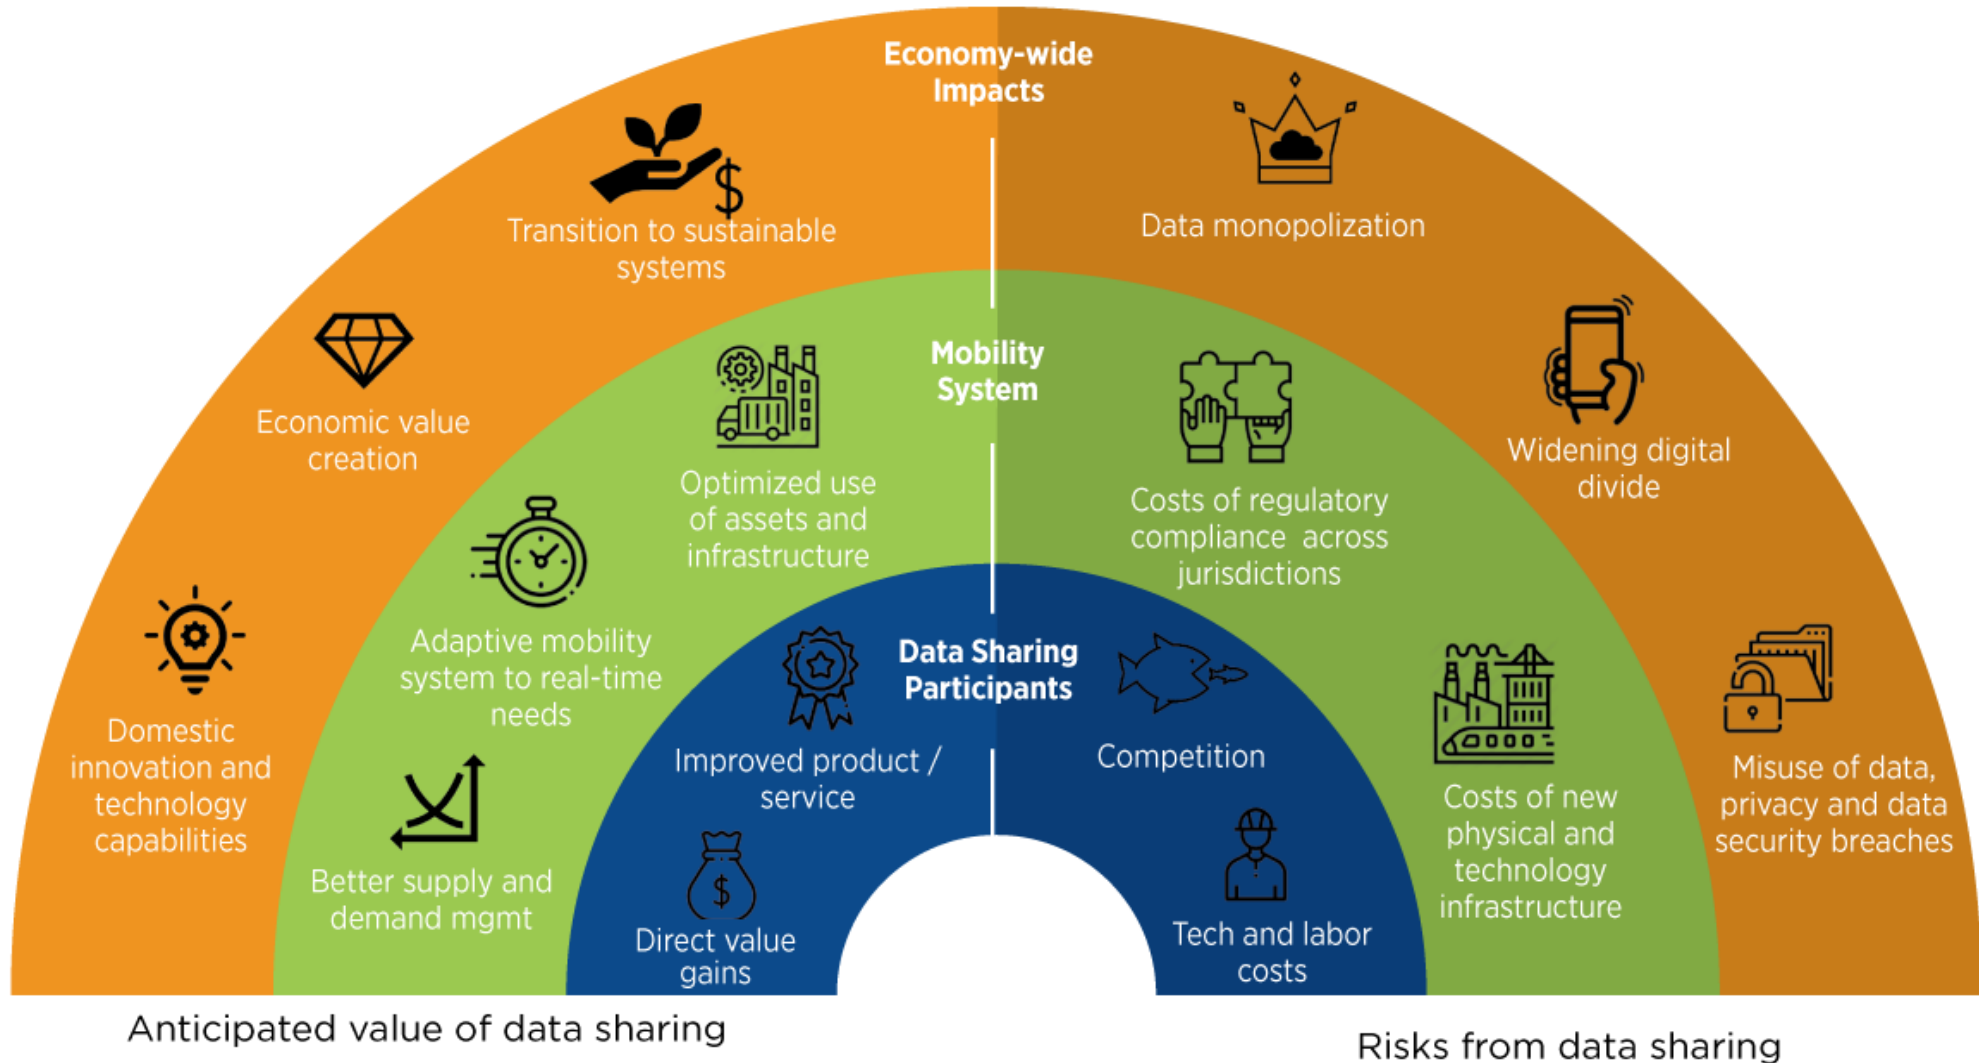 Economy-wide
Impacts
Transition to sustainable
systems
$
Data monopolization
Economic value
creation
Widening digital
divide
Domestic
innovation and
technology
capabilities
Misuse of data,
privacy and data
security breaches
Mobility
System
Optimized use
of assets and
infrastructure
Costs of regulatory
compliance across
jurisdictions
Adaptive mobility
system to real-time
needs
Better supply and
demand mgmt
Costs of new
physical and
technology
infrastructure
Data Sharing
Participants
Improved product /
service
Competition
$
Direct value
gains
Tech and labor
costs
Anticipated value of data sharing
Risks from data sharing